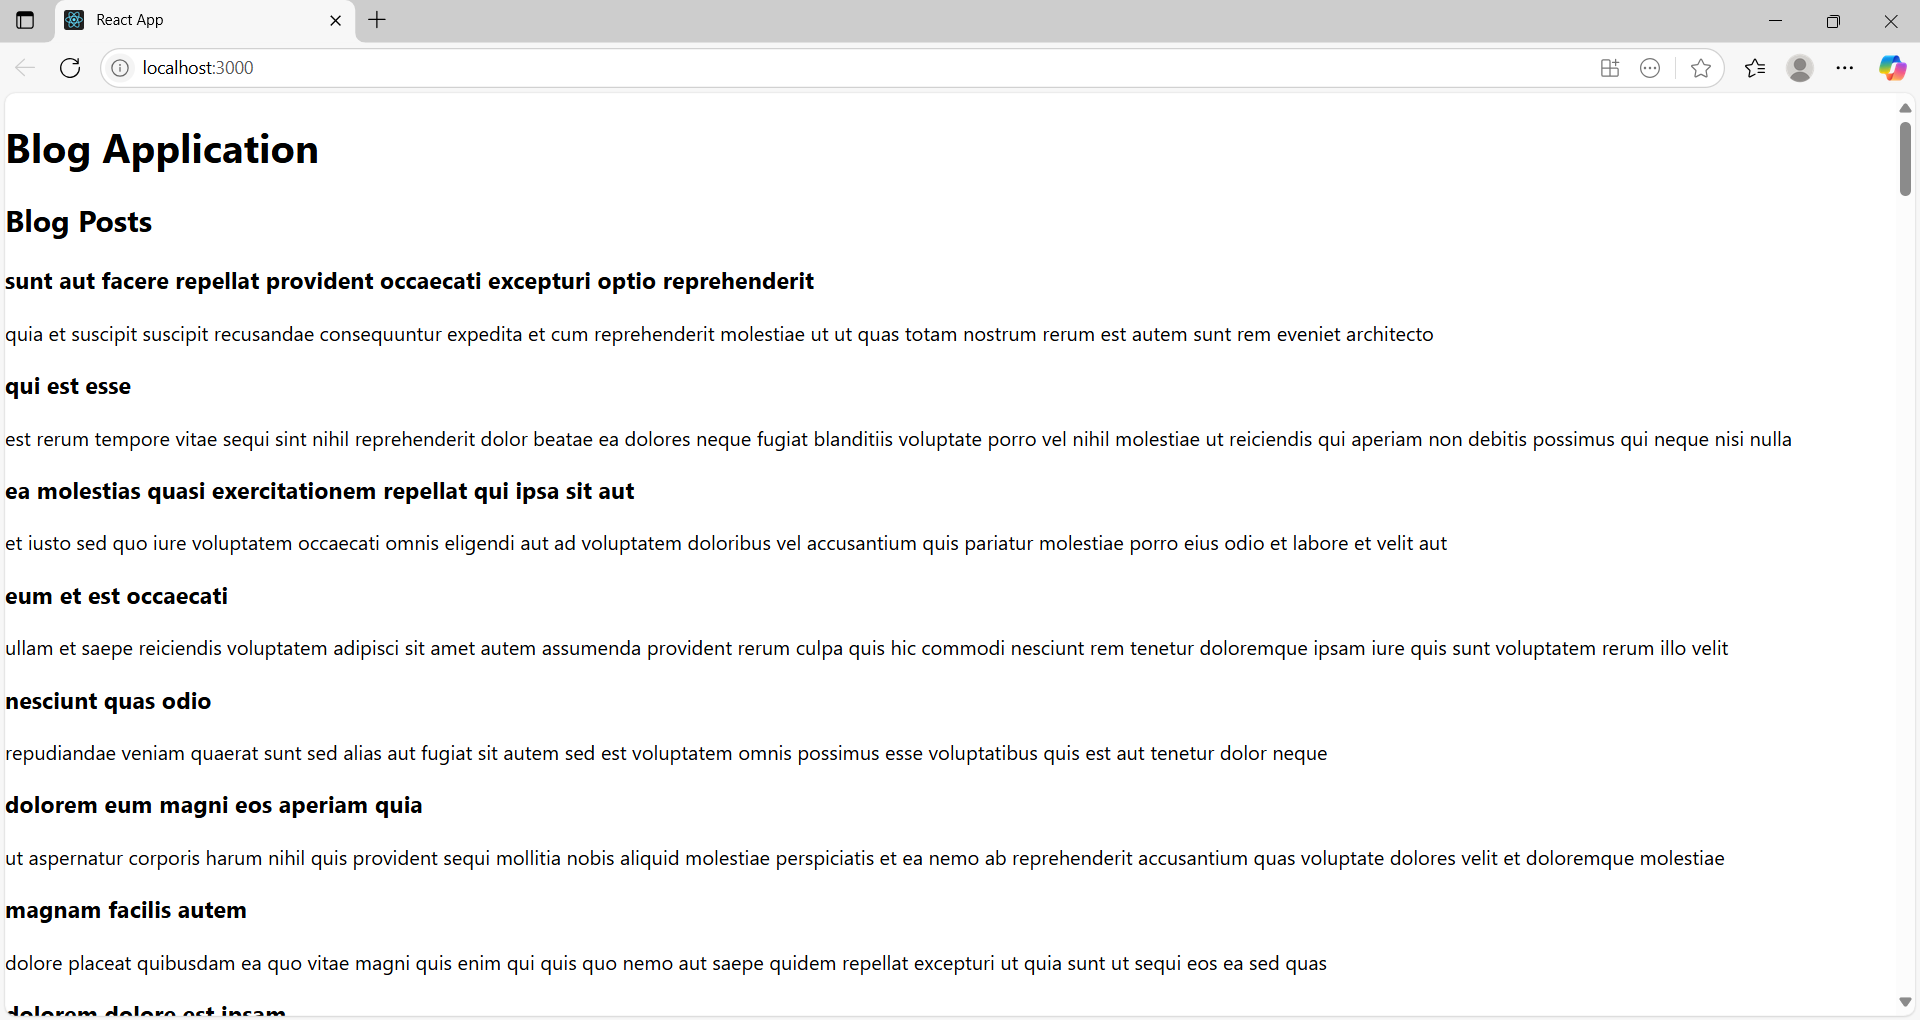 React App
localhost:3000
Blog Application
Blog Posts
sunt aut facere repellat provident occaecati excepturi optio reprehenderit
quia et suscipit suscipit recusandae consequuntur expedita et cum reprehenderit molestiae ut ut quas totam nostrum rerum est autem sunt rem eveniet architecto
qui est esse
est rerum tempore vitae sequi sint nihil reprehenderit dolor beatae ea dolores neque fugiat blanditiis voluptate porro vel nihil molestiae ut reiciendis qui aperiam non debitis possimus qui neque nisi nulla
ea molestias quasi exercitationem repellat qui ipsa sit aut
et iusto sed quo iure voluptatem occaecati omnis eligendi aut ad voluptatem doloribus vel accusantium quis pariatur molestiae porro eius odio et labore et velit aut
eum et est occaecati
ullam et saepe reiciendis voluptatem adipisci sit amet autem assumenda provident rerum culpa quis hic commodi nesciunt rem tenetur doloremque ipsam iure quis sunt voluptatem rerum illo velit
nesciunt quas odio
repudiandae veniam quaerat sunt sed alias aut fugiat sit autem sed est voluptatem omnis possimus esse voluptatibus quis est aut tenetur dolor neque
dolorem eum magni eos aperiam quia
ut aspernatur corporis harum nihil quis provident sequi mollitia nobis aliquid molestiae perspiciatis et ea nemo ab reprehenderit accusantium quas voluptate dolores velit et doloremque molestiae
magnam facilis autem
dolore placeat quibusdam ea quo vitae magni quis enim qui quis quo nemo aut saepe quidem repellat excepturi ut quia sunt ut sequi eos ea sed quas
dolorem dolore est ipsam